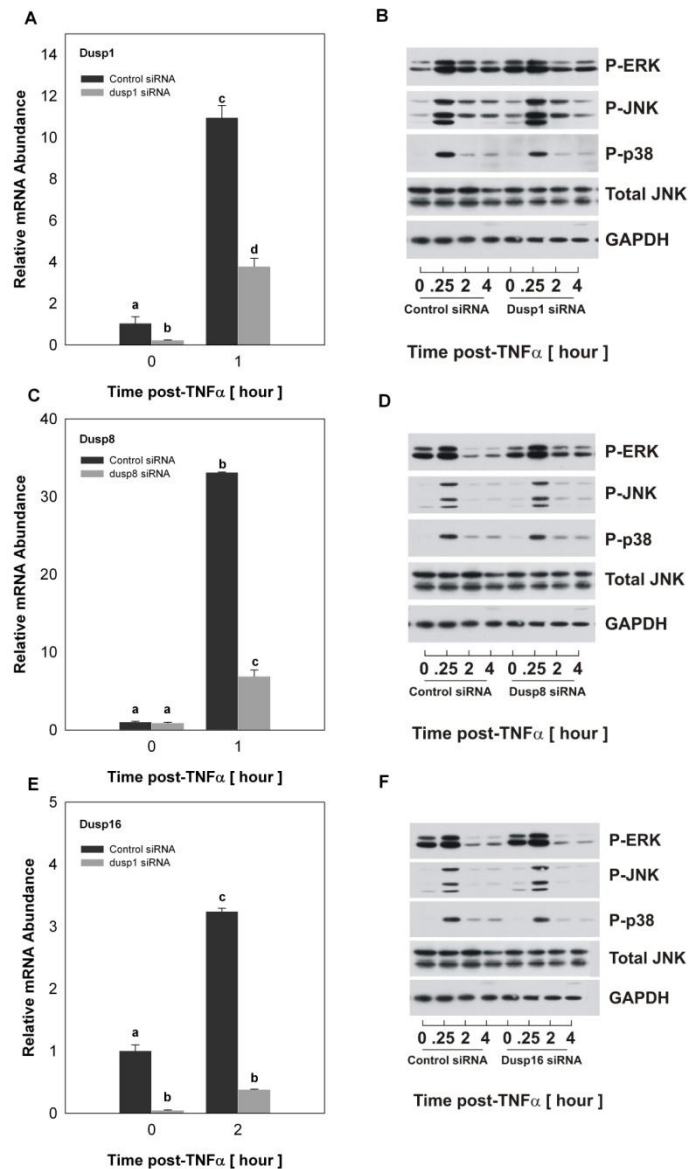 A
Dusp1
Control siRNA
dusp1 siRNA
Relative mRNA Abundance
14
12
10
8
6
4
2
0
a
b
c
d
0 1
Time post-TNFα [ hour ]
B
P-ERK
P-JNK
P-p38
Total JNK
GAPDH
0 .25 2 4 0 .25 2 4
Control siRNA Dusp1 siRNA
Time post-TNFα [ hour ]
C
Dusp8
Control siRNA
dusp8 siRNA
Relative mRNA Abundance
40
30
20
10
0
a a
b
c
0 1
Time post-TNFα [ hour ]
D
P-ERK
P-JNK
P-p38
Total JNK
GAPDH
0 .25 2 4 0 .25 2 4
Control siRNA Dusp8 siRNA
Time post-TNFα [ hour ]
E
Dusp16
Control siRNA
dusp1 siRNA
Relative mRNA Abundance
5
4
3
2
1
0
a
b
c
b
0 2
Time post-TNFα [ hour ]
F
P-ERK
P-JNK
P-p38
Total JNK
GAPDH
0 .25 2 4 0 .25 2 4
Control siRNA Dusp16 siRNA
Time post-TNFα [ hour ]